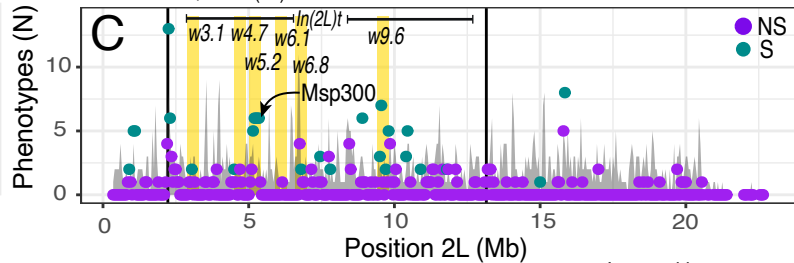 C
In(2L)t
w3.1 w4.7 w6.1 w9.6
w5.2 w6.8
Msp300
NS
S
Phenotypes (N)
10
5
0
0 5 10 15 20
Position 2L (Mb)